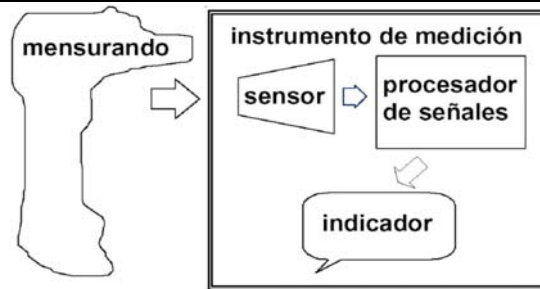 mensurando
instrumento de medición
sensor
procesador
de señales
indicador